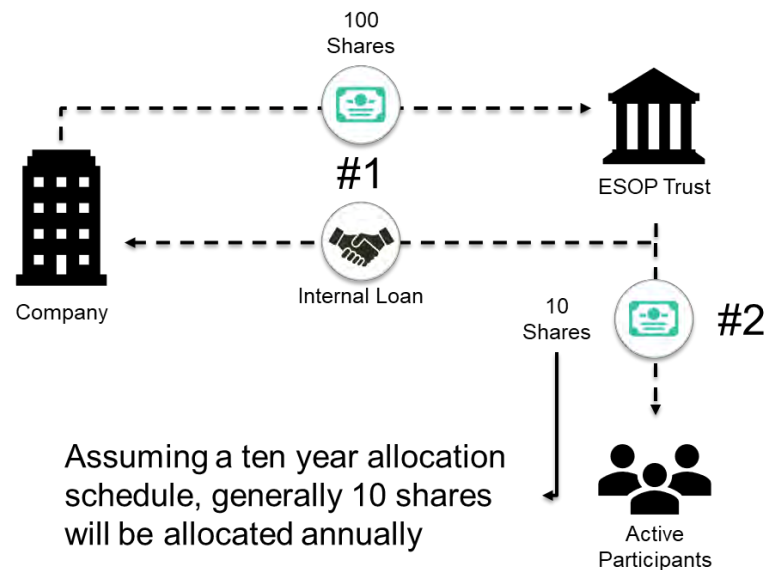 100
Shares
#1
ESOP Trust
Internal Loan
Company
10
Shares
#2
Assuming a ten year allocation
schedule, generally 10 shares
will be allocated annually
Active
Participants